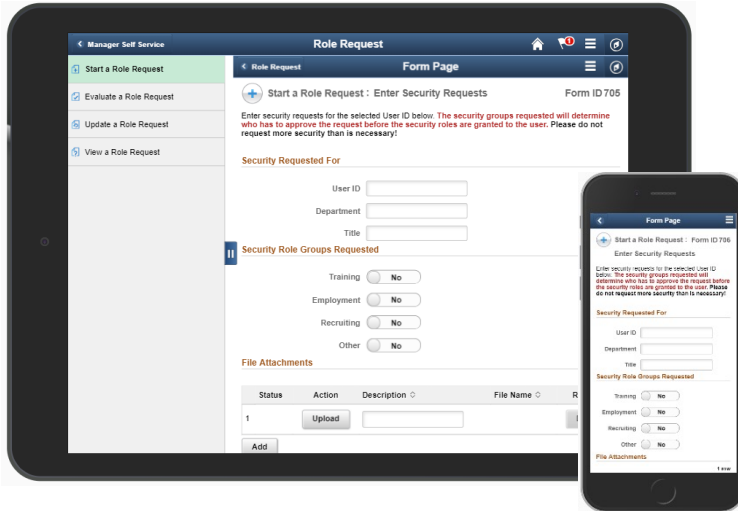 Manager Self Service
Role Request
1
Start a Role Request
Evaluate a Role Request
Update a Role Request
View a Role Request
Role Request
Form Page
Start a Role Request : Enter Security Requests
Form ID 705
Enter security requests for the selected User ID below. The security groups requested will determine
who has to approve the request before the security roles are granted to the user. Please do not
request more security than is necessary!
Security Requested For
User ID
Department
Title
Security Role Groups Requested
Training No
Employment No
Recruiting No
Other No
File Attachments
Status Action Description File Name
1 Upload
Add
Form Page
Start a Role Request : Form ID 706
Enter Security Requests
Enter security requests for the selected User ID
below. The security groups requested will
determine who has to approve the request before
the security roles are granted to the user. Please
do not request more security than is necessary!
Security Requested For
User ID
Department
Title
Security Role Groups Requested
Training No
Employment No
Recruiting No
Other No
File Attachments
1 row